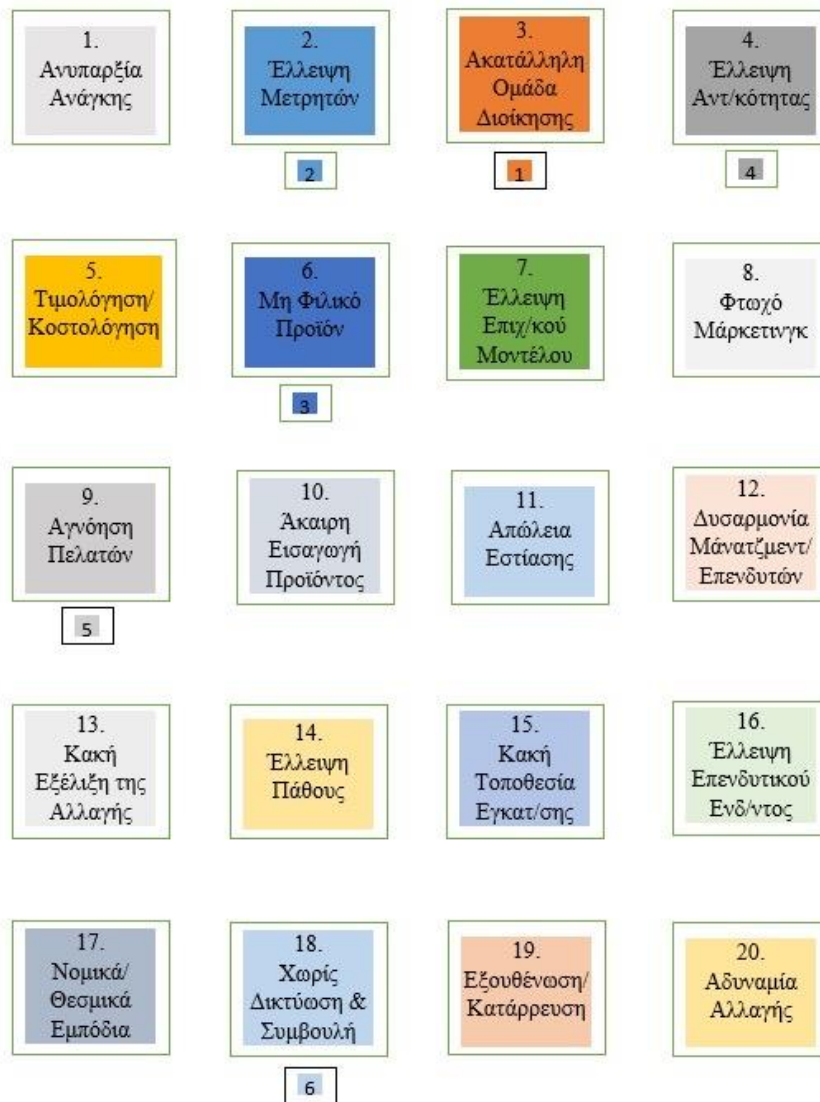 1.
Ανυπαρξία
Ανάγκης
2.
Έλλειψη
Μετρητών
3.
Ακατάλληλη
Ομάδα
Διοίκησης
4.
Έλλειψη
Αντ/κότητας
2
1
4
5.
Τιμολόγηση/
Κοστολόγηση
6.
Μη Φιλικό
Προϊόν
7.
Έλλειψη
Επιχ/κού
Μοντέλου
8.
Φτωχό
Μάρκετινγκ
3
9.
Αγνόηση
Πελατών
10.
Άκαιρη
Εισαγωγή
Προϊόντος
11.
Απώλεια
Εστίασης
12.
Δυσαρμονία
Μάνατζμεντ/
Επενδυτών
5
13.
Κακή
Εξέλιξη της
Αλλαγής
14.
Έλλειψη
Πάθους
15.
Κακή
Τοποθεσία
Εγκατ/σης
16.
Έλλειψη
Επενδυτικού
Ενδ/ντος
17.
Νομικά/
Θεσμικά
Εμπόδια
18.
Χωρίς
Δικτύωση &
Συμβουλή
19.
Εξουθένωση/
Κατάρρευση
20.
Αδυναμία
Αλλαγής
6